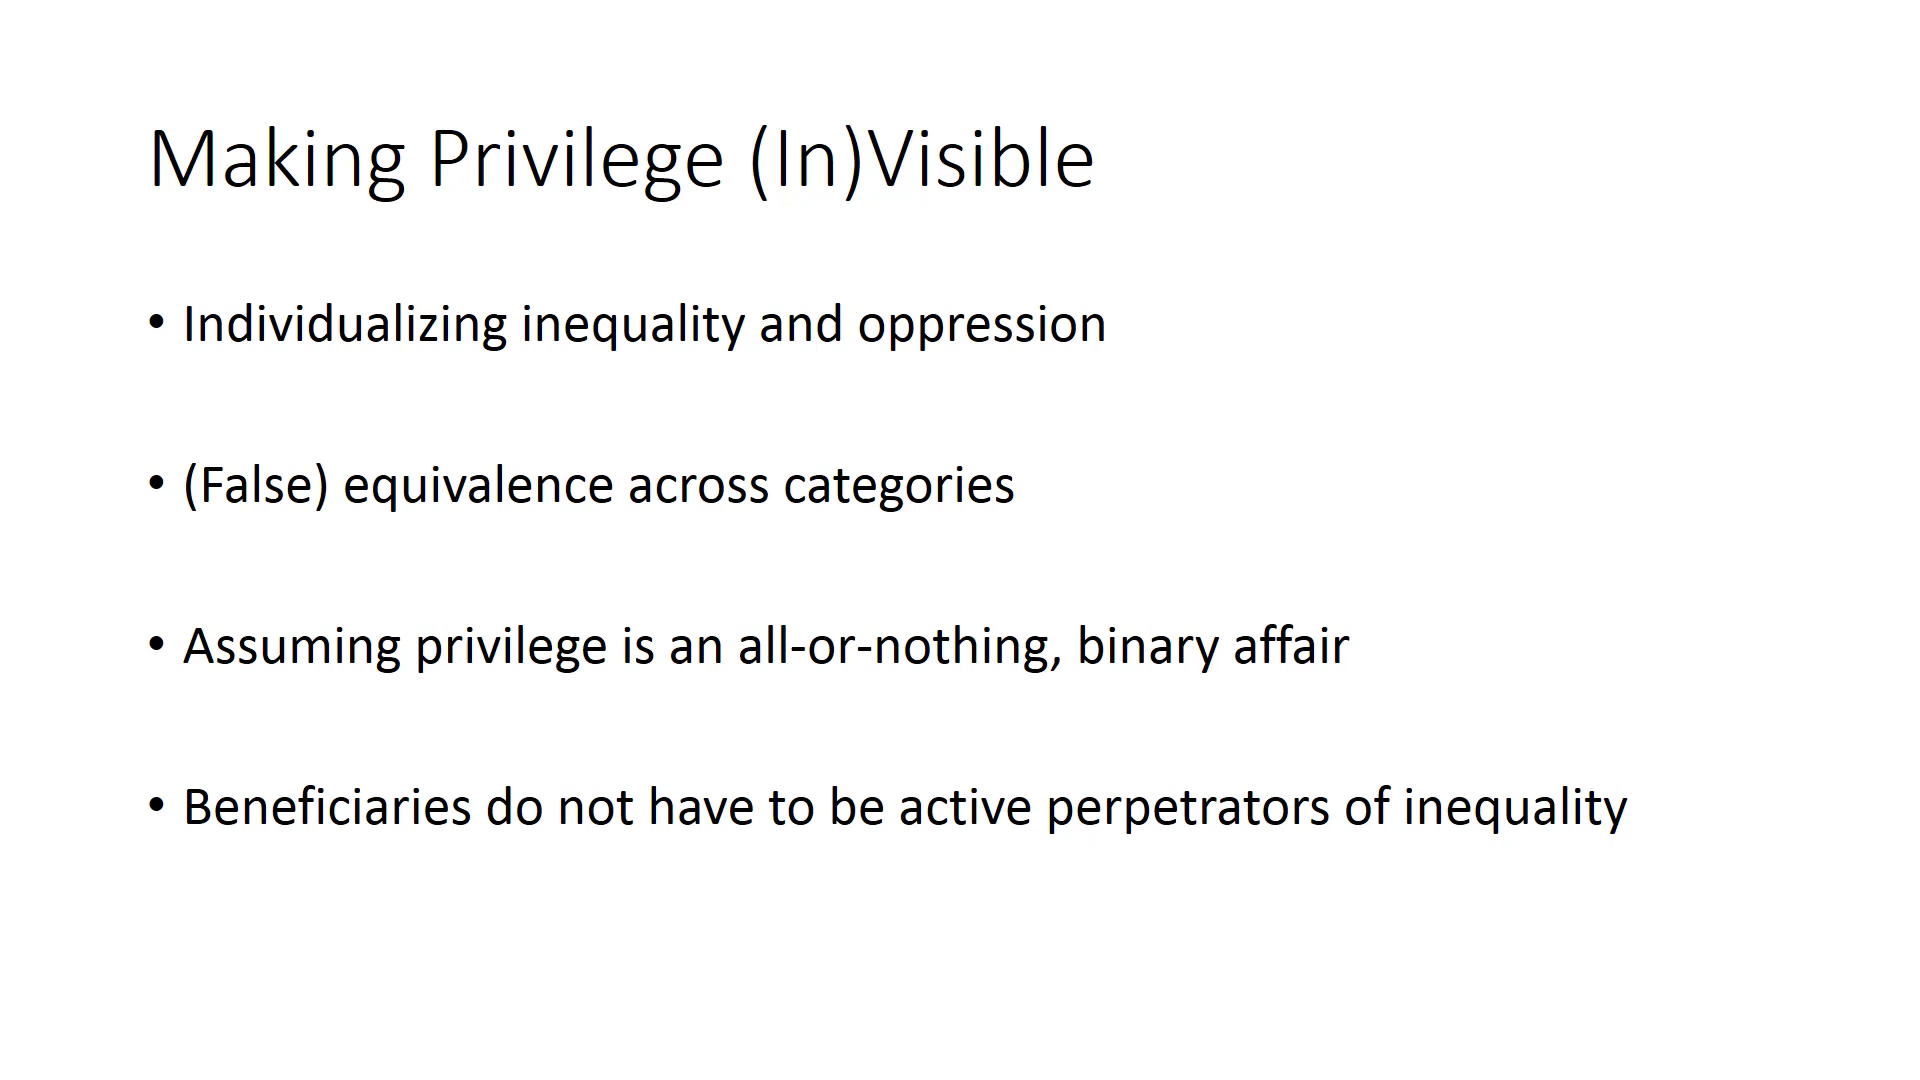 Making Privilege (In)Visible
• Individualizing inequality and oppression
• (False) equivalence across categories
• Assuming privilege is an all-or-nothing, binary affair
• Beneficiaries do not have to be active perpetrators of inequality